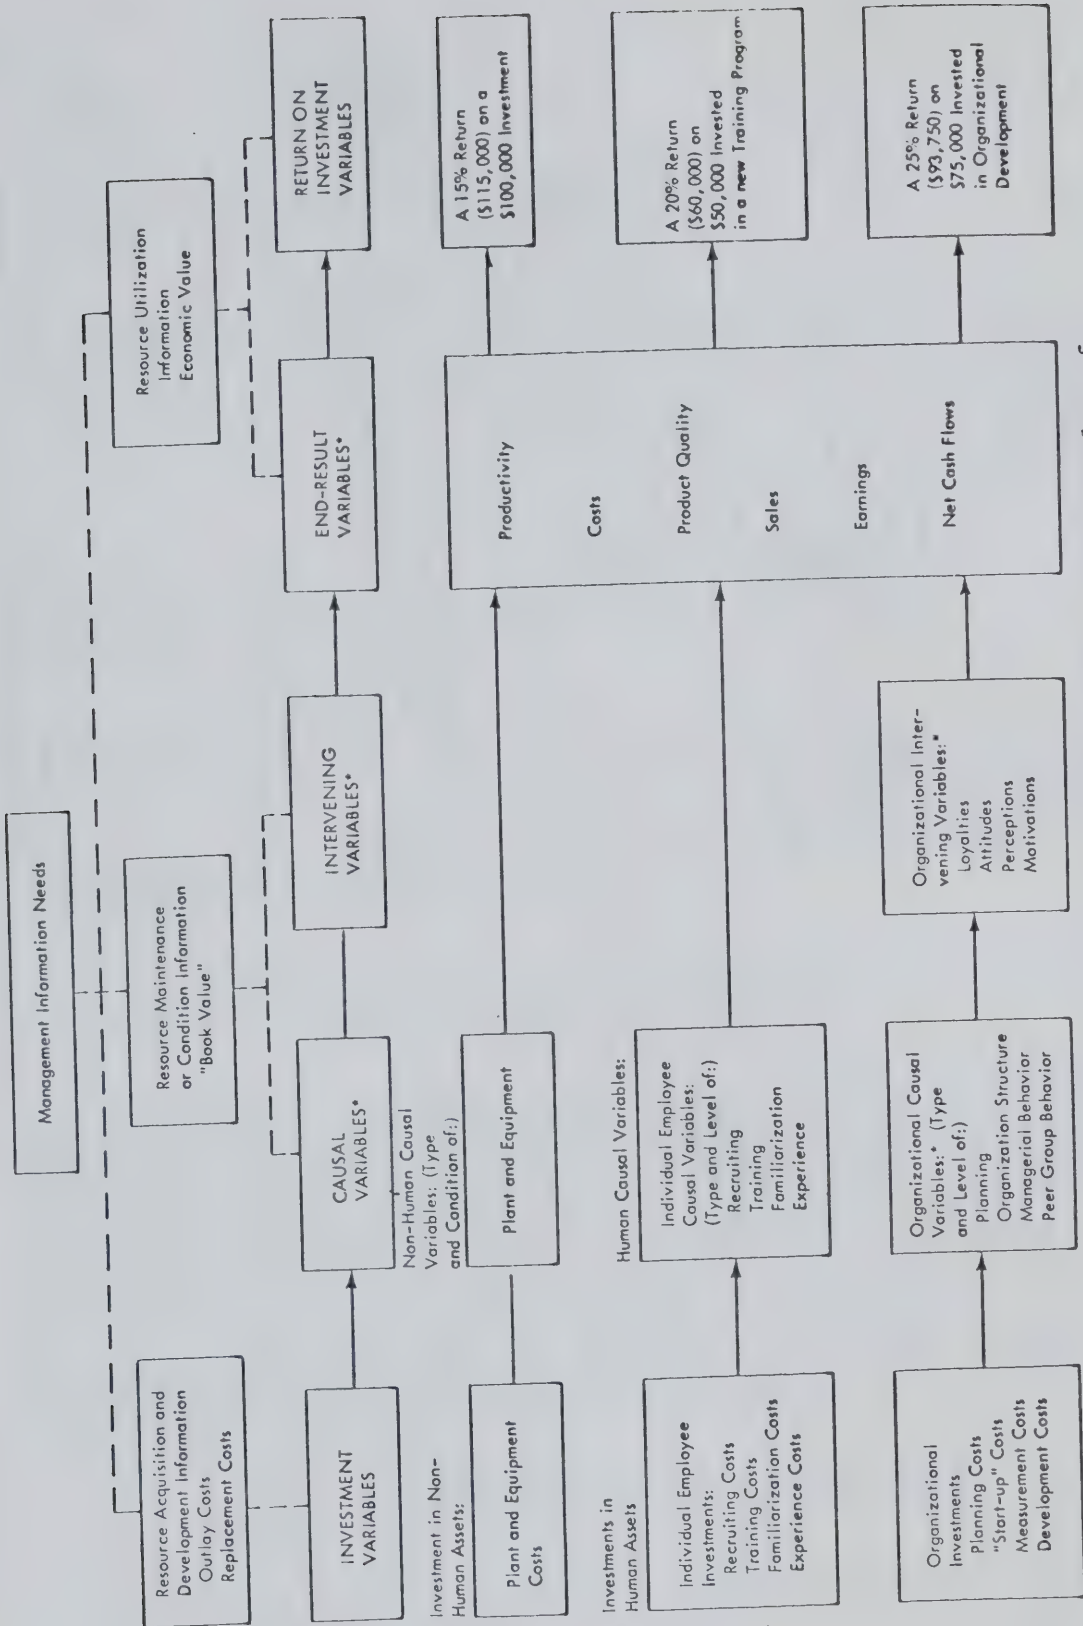 Management Information Needs
Resource Acquisition and
Development Information
Outlay Costs
Replacement Costs
Resource Maintenance
or Condition Information
"Book Value"
Resource Utilization
Information
Economic Value
INVESTMENT
VARIABLES
CAUSAL
VARIABLES*
INTERVENING
VARIABLES*
END-RESULT
VARIABLES*
RETURN ON
INVESTMENT
VARIABLES
Investment in Non-
Human Assets:
Plant and Equipment
Costs
Non-Human Causal
Variables: (Type
and Condition of:)
Plant and Equipment
Productivity
Costs
Product Quality
Sales
Earnings
Net Cash Flows
A 15% Return
($115,000) on a
$100,000 Investment
Investments in
Human Assets
Individual Employee
Investments:
Recruiting Costs
Training Costs
Familiarization Costs
Experience Costs
Human Causal Variables:
Individual Employee
Causal Variables:
(Type and Level of:)
Recruiting
Training
Familiarization
Experience
A 20% Return
($60,000) on
$50,000 Invested
in a new Training Program
Organizational
Investments
Planning Costs
"Start-up" Costs
Measurement Costs
Development Costs
Organizational Causal
Variables:* (Type
and Level of:)
Planning
Organization Structure
Managerial Behavior
Peer Group Behavior
Organizational Inter-
vening Variables:*
Loyalties
Attitudes
Perceptions
Motivations
A 25% Return
($93,750) on
$75,000 Invested
in Organizational
Development